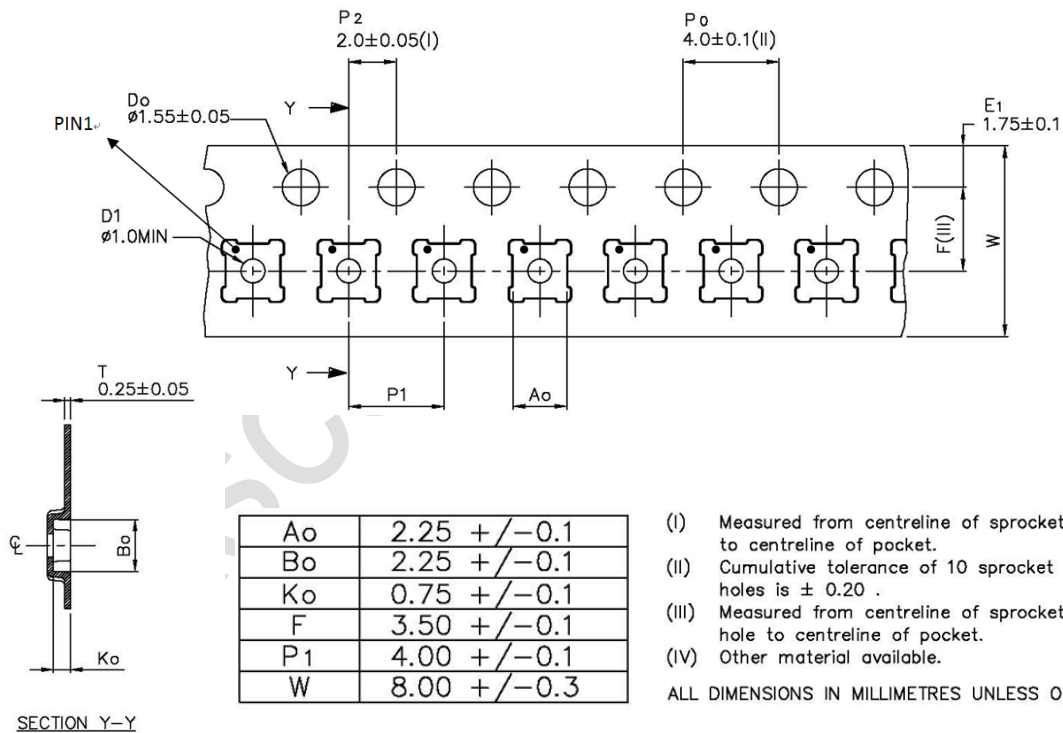 P2
2.0±0.05(I)
Po
4.0±0.1(II)
Do
ø1.55±0.05
Y
E1
1.75±0.1
PIN1
D1
ø1.0MIN
F(III)
W
Y
P1
Ao
T
0.25±0.05
Bo
Ko
SECTION Y-Y
Ao 2.25 +/-0.1
Bo 2.25 +/-0.1
Ko 0.75 +/-0.1
F 3.50 +/-0.1
P1 4.00 +/-0.1
W 8.00 +/-0.3
(I) Measured from centreline of sprocket
to centreline of pocket.
(II) Cumulative tolerance of 10 sprocket
holes is ± 0.20 .
(III) Measured from centreline of sprocket
hole to centreline of pocket.
(IV) Other material available.
ALL DIMENSIONS IN MILLIMETRES UNLESS O